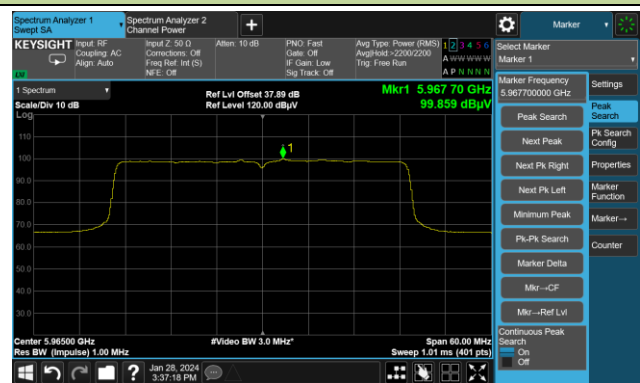 Spectrum Analyzer 1
Swept SA
Spectrum Analyzer 2
Channel Power
Marker
KEYSIGHT
Input: RF
Coupling: AC
Align: Auto
Input Z: 50 Ω
Corrections: Off
Freq Ref: Int (S)
NFE: Off
Atten: 10 dB
PNO: Fast
Gate: Off
IF Gain: Low
Sig Track: Off
Avg Type: Power (RMS)
Avg|Hold:>2200/2200
Trig: Free Run
1 2 3 4 5 6
A W W W W W
A P N N N N
LW
Select Marker
Marker 1
1 Spectrum
Scale/Div 10 dB
Log
Ref Lvl Offset 37.89 dB
Ref Level 120.00 dBµV
Mkr1 5.967 70 GHz
99.859 dBµV
110
100
90.0
80.0
70.0
60.0
50.0
40.0
30.0
1
Center 5.96500 GHz
Res BW (Impulse) 1.00 MHz
#Video BW 3.0 MHz*
Span 60.00 MHz
Sweep 1.01 ms (401 pts)
Marker Frequency
5.967700000 GHz
Peak Search
Next Peak
Next Pk Right
Next Pk Left
Minimum Peak
Pk-Pk Search
Marker Delta
Mkr→CF
Mkr→Ref Lvl
Continuous Peak
Search
On
Off
Settings
Peak
Search
Pk Search
Config
Properties
Marker
Function
Marker→
Counter
Jan 28, 2024
3:37:18 PM